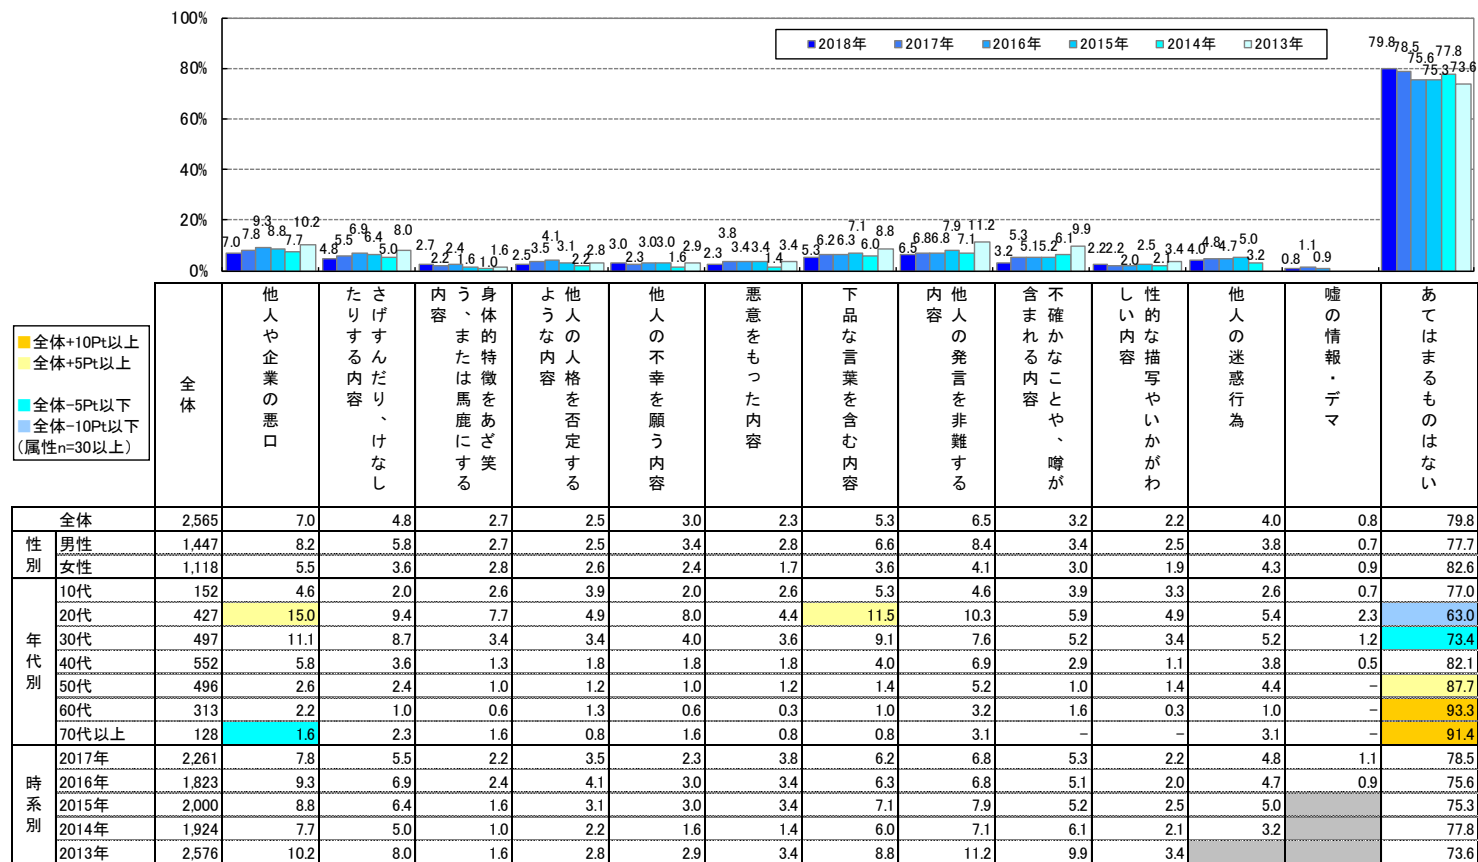 100%
80%
60%
40%
20%
0%
■2018年 ■2017年 ■2016年 ■2015年 ■2014年 □2013年
7.0 7.8 9.3 8.8 7.7 10.2
4.8 5.5 6.9 6.4 5.0 8.0
2.7 2.2 2.4 1.6 1.0 1.6
2.5 3.5 4.1 3.1 2.2 2.8
3.0 2.3 3.0 3.0 1.6 2.9
2.3 3.8 3.4 3.4 1.4 3.4
5.3 6.2 6.3 7.1 6.0 8.8
6.5 6.8 6.8 7.9 7.1 11.2
3.2 5.3 5.1 5.2 6.1 9.9
2.2 2.2 2.0 2.5 2.1 3.4
4.0 4.8 4.7 5.0 3.2
0.8 1.1 0.9
79.8 78.5 75.6 75.3 77.8 73.6
■全体+10Pt以上
■全体+5Pt以上
■全体-5Pt以下
■全体-10Pt以下
(属性n=30以上)
全体
他人や企業の悪口
さげすんだり、けなし
たりする内容
身体的特徴をあざ笑
う、または馬鹿にする
内容
他人の人格を否定する
ような内容
他人の不幸を願う内容
悪意をもった内容
下品な言葉を含む内容
他人の発言を非難する
内容
不確かなことや、噂が
含まれる内容
性的な描写やいかがわ
しい内容
他人の迷惑行為
嘘の情報・デマ
あてはまるものはない
全体 2,565 7.0 4.8 2.7 2.5 3.0 2.3 5.3 6.5 3.2 2.2 4.0 0.8 79.8
性別
男性 1,447 8.2 5.8 2.7 2.5 3.4 2.8 6.6 8.4 3.4 2.5 3.8 0.7 77.7
女性 1,118 5.5 3.6 2.8 2.6 2.4 1.7 3.6 4.1 3.0 1.9 4.3 0.9 82.6
年代別
10代 152 4.6 2.0 2.6 3.9 2.0 2.6 5.3 4.6 3.9 3.3 2.6 0.7 77.0
20代 427 15.0 9.4 7.7 4.9 8.0 4.4 11.5 10.3 5.9 4.9 5.4 2.3 63.0
30代 497 11.1 8.7 3.4 3.4 4.0 3.6 9.1 7.6 5.2 3.4 5.2 1.2 73.4
40代 552 5.8 3.6 1.3 1.8 1.8 1.8 4.0 6.9 2.9 1.1 3.8 0.5 82.1
50代 496 2.6 2.4 1.0 1.2 1.0 1.2 1.4 5.2 1.0 1.4 4.4 - 87.7
60代 313 2.2 1.0 0.6 1.3 0.6 0.3 1.0 3.2 1.6 0.3 1.0 - 93.3
70代以上 128 1.6 2.3 1.6 0.8 1.6 0.8 0.8 3.1 - - 3.1 - 91.4
時系別
2017年 2,261 7.8 5.5 2.2 3.5 2.3 3.8 6.2 6.8 5.3 2.2 4.8 1.1 78.5
2016年 1,823 9.3 6.9 2.4 4.1 3.0 3.4 6.3 6.8 5.1 2.0 4.7 0.9 75.6
2015年 2,000 8.8 6.4 1.6 3.1 3.0 3.4 7.1 7.9 5.2 2.5 5.0 75.3
2014年 1,924 7.7 5.0 1.0 2.2 1.6 1.4 6.0 7.1 6.1 2.1 3.2 77.8
2013年 2,576 10.2 8.0 1.6 2.8 2.9 3.4 8.8 11.2 9.9 3.4 73.6